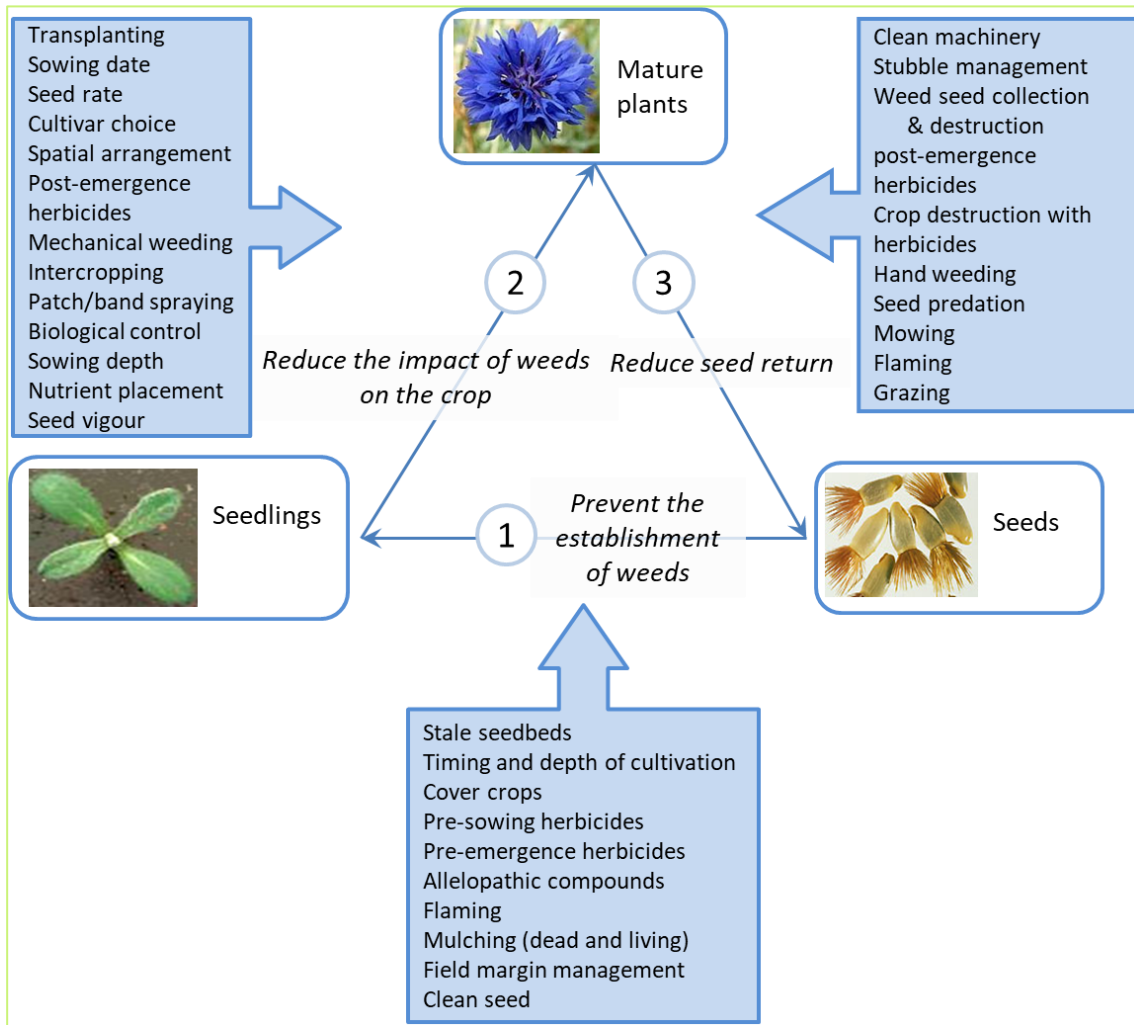 Transplanting
Sowing date
Seed rate
Cultivar choice
Spatial arrangement
Post-emergence
herbicides
Mechanical weeding
Intercropping
Patch/band spraying
Biological control
Sowing depth
Nutrient placement
Seed vigour
Mature
plants
Clean machinery
Stubble management
Weed seed collection
& destruction
post-emergence
herbicides
Crop destruction with
herbicides
Hand weeding
Seed predation
Mowing
Flaming
Grazing
2
3
Reduce the impact of weeds
on the crop
Reduce seed return
Seedlings
1
Prevent the
establishment
of weeds
Seeds
Stale seedbeds
Timing and depth of cultivation
Cover crops
Pre-sowing herbicides
Pre-emergence herbicides
Allelopathic compounds
Flaming
Mulching (dead and living)
Field margin management
Clean seed